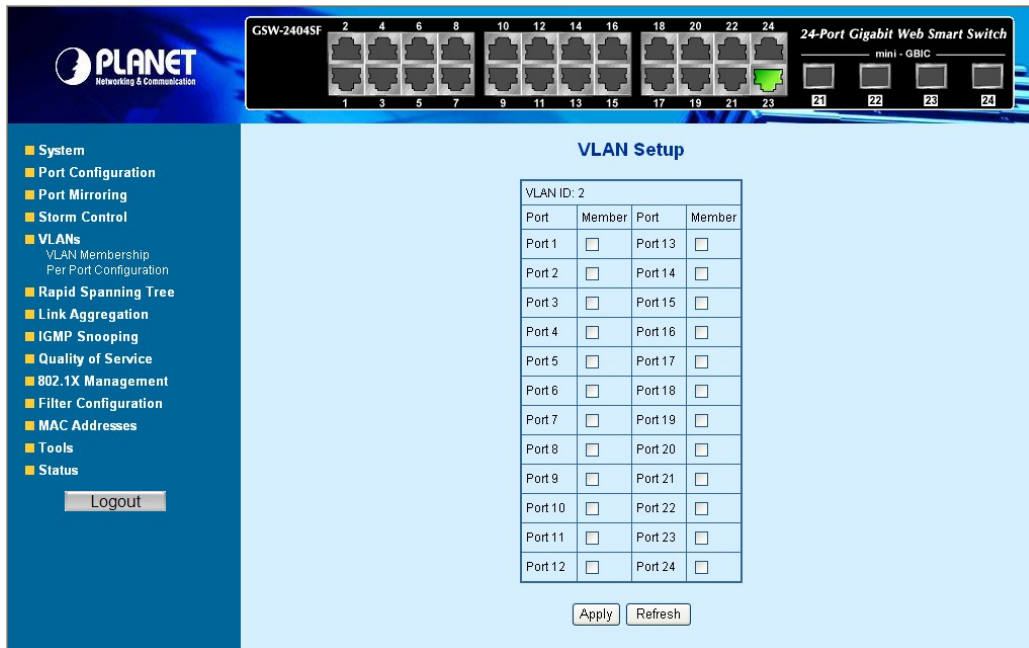 PLANET
Networking & Communication
GSW-2404SF
2 4 6 8 10 12 14 16 18 20 22 24
1 3 5 7 9 11 13 15 17 19 21 23
24-Port Gigabit Web Smart Switch
mini - GBIC
21 22 23 24
System
Port Configuration
Port Mirroring
Storm Control
VLANs
VLAN Membership
Per Port Configuration
Rapid Spanning Tree
Link Aggregation
IGMP Snooping
Quality of Service
802.1X Management
Filter Configuration
MAC Addresses
Tools
Status
Logout
VLAN Setup
VLAN ID: 2
Port Member Port Member
Port 1 Port 13
Port 2 Port 14
Port 3 Port 15
Port 4 Port 16
Port 5 Port 17
Port 6 Port 18
Port 7 Port 19
Port 8 Port 20
Port 9 Port 21
Port 10 Port 22
Port 11 Port 23
Port 12 Port 24
Apply Refresh